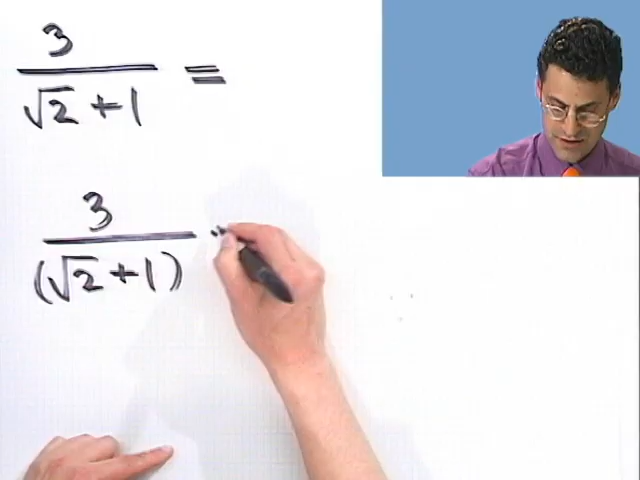 3
√2 + 1 =
3
(√2 + 1) ·